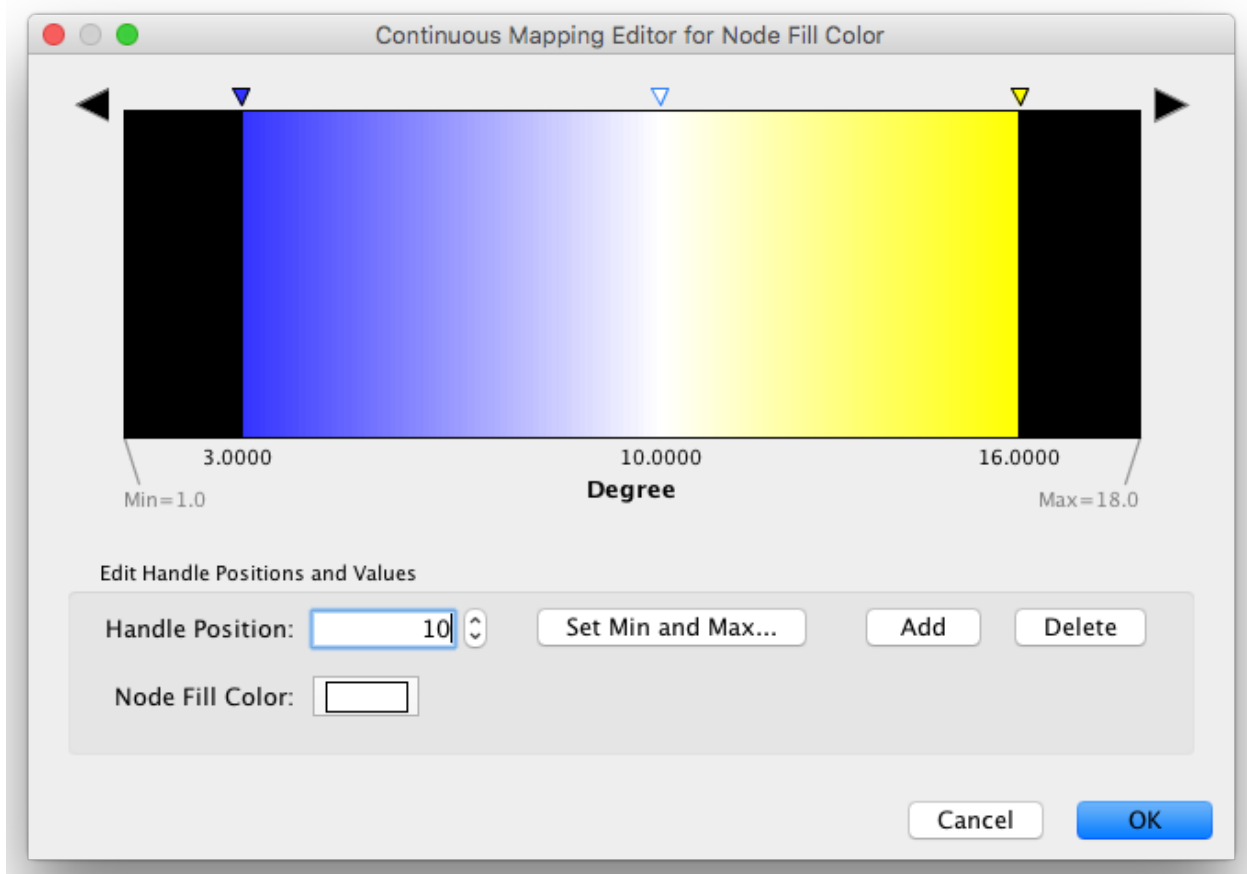 Continuous Mapping Editor for Node Fill Color
3.0000 10.0000 16.0000
Min=1.0 Degree Max=18.0
Edit Handle Positions and Values
Handle Position: 10 Set Min and Max... Add Delete
Node Fill Color:
Cancel OK